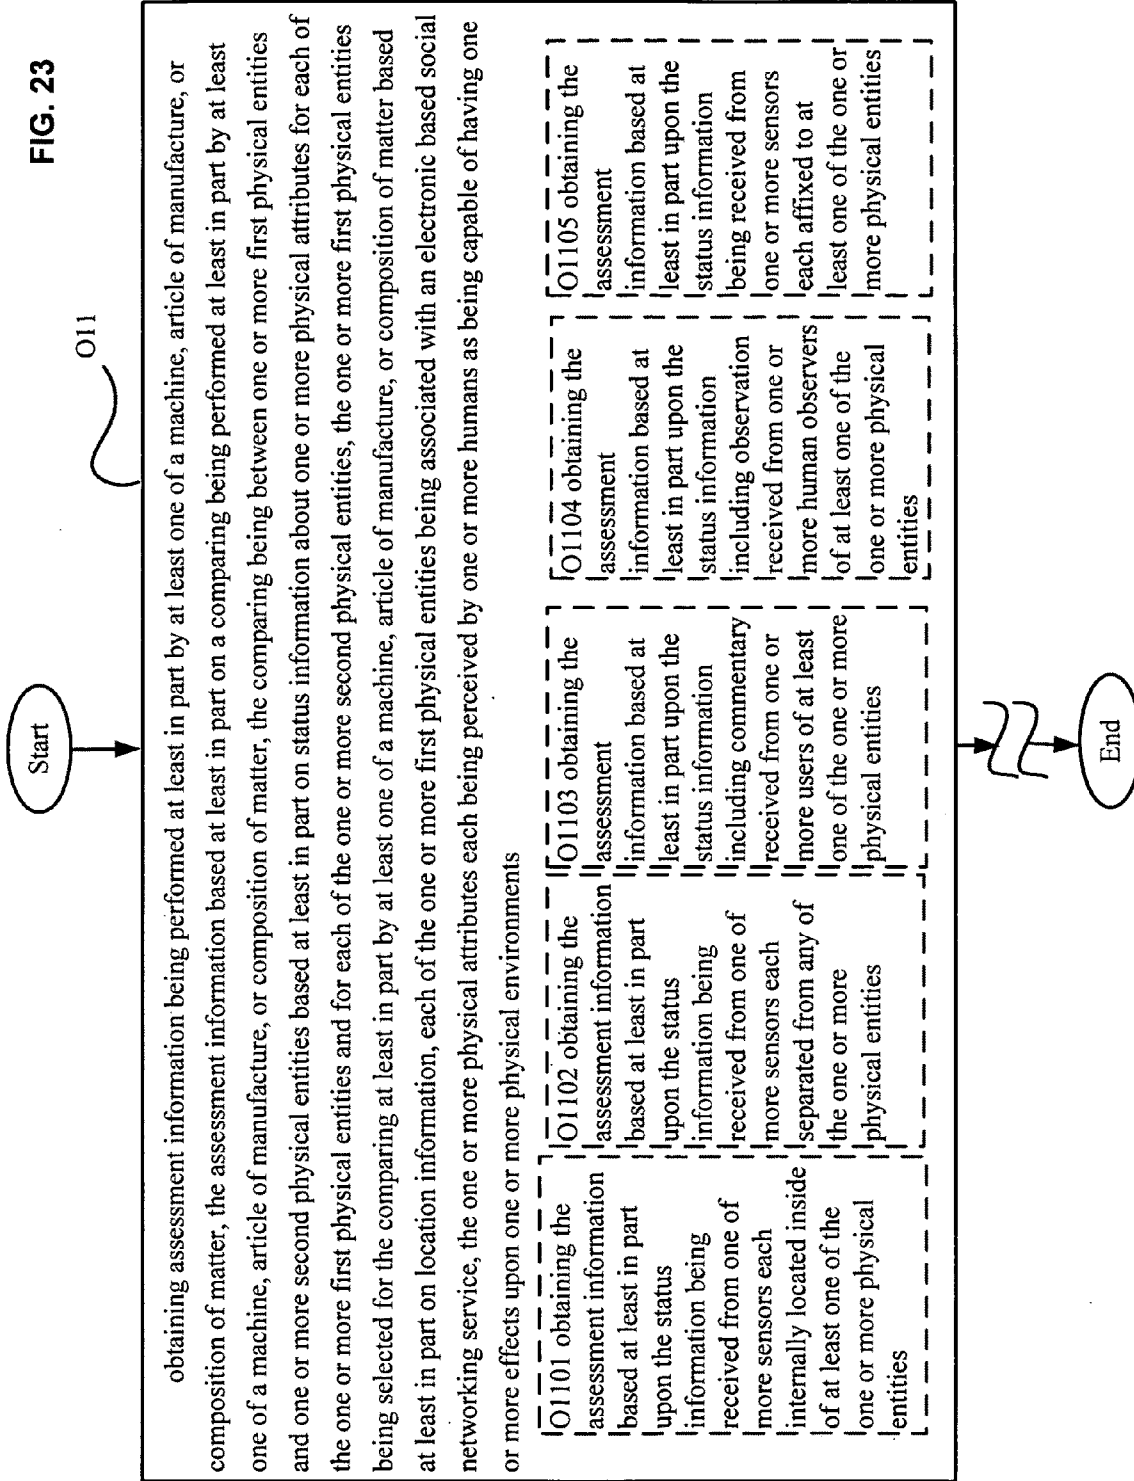 FIG. 23
Start
O11
obtaining assessment information being performed at least in part by at least one of a machine, article of manufacture, or
composition of matter, the assessment information based at least in part on a comparing being performed at least in part by at least
one of a machine, article of manufacture, or composition of matter, the comparing being between one or more first physical entities
and one or more second physical entities based at least in part on status information about one or more physical attributes for each of
the one or more first physical entities and for each of the one or more second physical entities, the one or more first physical entities
being selected for the comparing at least in part by at least one of a machine, article of manufacture, or composition of matter based
at least in part on location information, each of the one or more first physical entities being associated with an electronic based social
networking service, the one or more physical attributes each being perceived by one or more humans as being capable of having one
or more effects upon one or more physical environments
O1101 obtaining the
assessment information
based at least in part
upon the status
information being
received from one of
more sensors each
internally located inside
of at least one of the
one or more physical
entities
O1102 obtaining the
assessment information
based at least in part
upon the status
information being
received from one of
more sensors each
separated from any of
the one or more
physical entities
O1103 obtaining the
assessment
information based at
least in part upon the
status information
including commentary
received from one or
more users of at least
one of the one or more
physical entities
O1104 obtaining the
assessment
information based at
least in part upon the
status information
including observation
received from one or
more human observers
of at least one of the
one or more physical
entities
O1105 obtaining the
assessment
information based at
least in part upon the
status information
being received from
one or more sensors
each affixed to at
least one of the one or
more physical entities
End